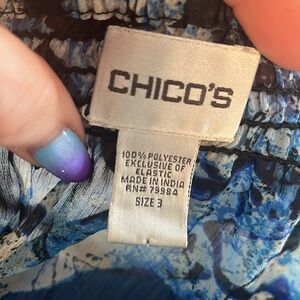 CHICO'S
100% POLYESTER
EXCLUSIVE OF
ELASTIC
MADE IN INDIA
RN# 79984
SIZE 3